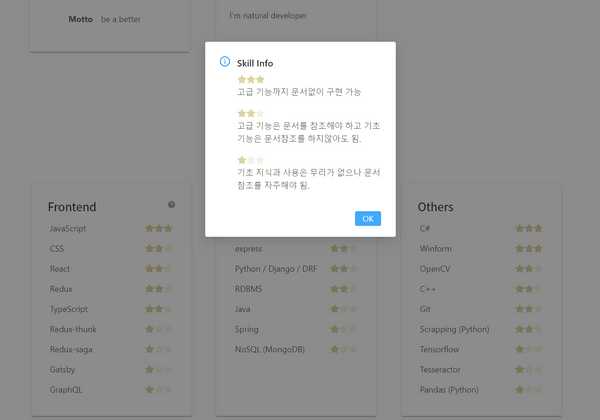 Motto be a better
I'm natural developer
Skill Info
고급 기능까지 문서없이 구현 가능
고급 기능은 문서를 참조해야 하고 기초
기능은 문서참조를 하지않아도 됨.
기초 지식과 사용은 무리가 없으나 문서
참조를 자주해야 됨.
OK
Frontend
JavaScript
CSS
React
Redux
TypeScript
Redux-thunk
Redux-saga
Gatsby
GraphQL
express
Python / Django / DRF
RDBMS
Java
Spring
NoSQL (MongoDB)
Others
C#
Winform
OpenCV
C++
Git
Scrapping (Python)
Tensorflow
Tesseractor
Pandas (Python)